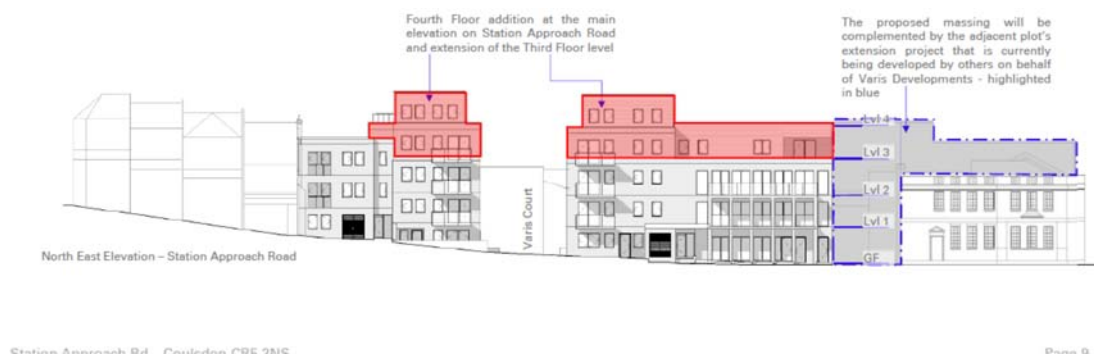 Fourth Floor addition at the main
elevation on Station Approach Road
and extension of the Third Floor level
The proposed massing will be
complemented by the adjacent plot's
extension project that is currently
being developed by others on behalf
of Varis Developments - highlighted
in blue
Lvl 4
Lvl 3
Lvl 2
Lvl 1
GF
Varis Court
North East Elevation – Station Approach Road
Station Approach Rd – Coulsdon CR5 2NS
Page 9